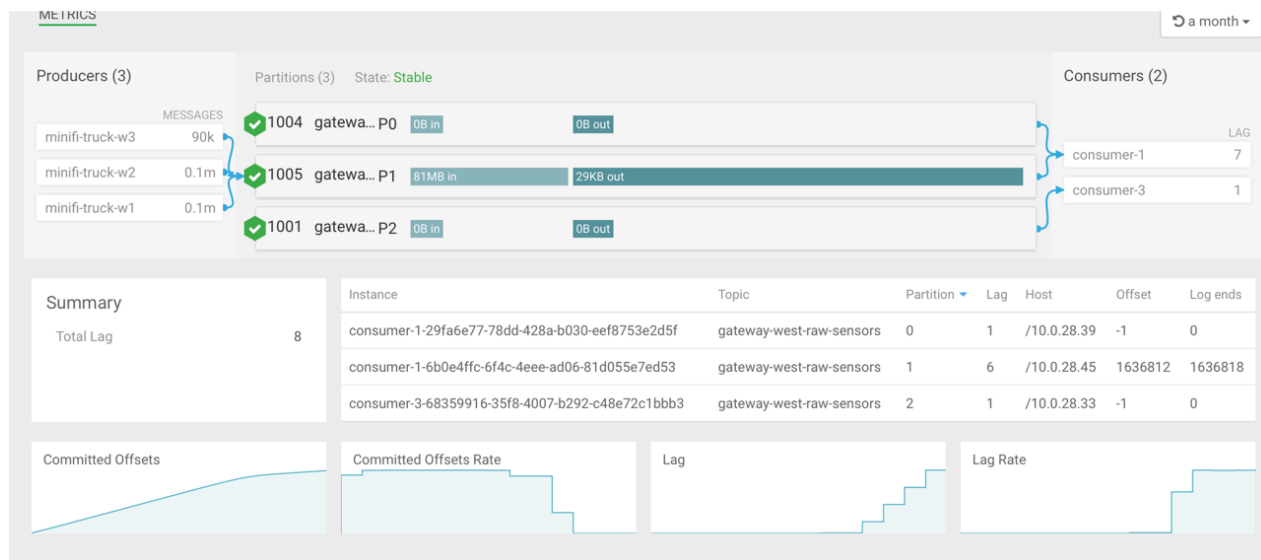 METRICS
a month
Producers (3)
MESSAGES
minifi-truck-w3 90k
minifi-truck-w2 0.1m
minifi-truck-w1 0.1m
Partitions (3) State: Stable
1004 gatewa... P0 0B in 0B out
1005 gatewa... P1 81MB in 29KB out
1001 gatewa... P2 0B in 0B out
Consumers (2)
LAG
consumer-1 7
consumer-3 1
Summary
Total Lag 8
Instance Topic Partition Lag Host Offset Log ends
consumer-1-29fa6e77-78dd-428a-b030-eef8753e2d5f gateway-west-raw-sensors 0 1 /10.0.28.39 -1 0
consumer-1-6b0e4ffc-6f4c-4eee-ad06-81d055e7ed53 gateway-west-raw-sensors 1 6 /10.0.28.45 1636812 1636818
consumer-3-68359916-35f8-4007-b292-c48e72c1bbb3 gateway-west-raw-sensors 2 1 /10.0.28.33 -1 0
Committed Offsets
Committed Offsets Rate
Lag
Lag Rate